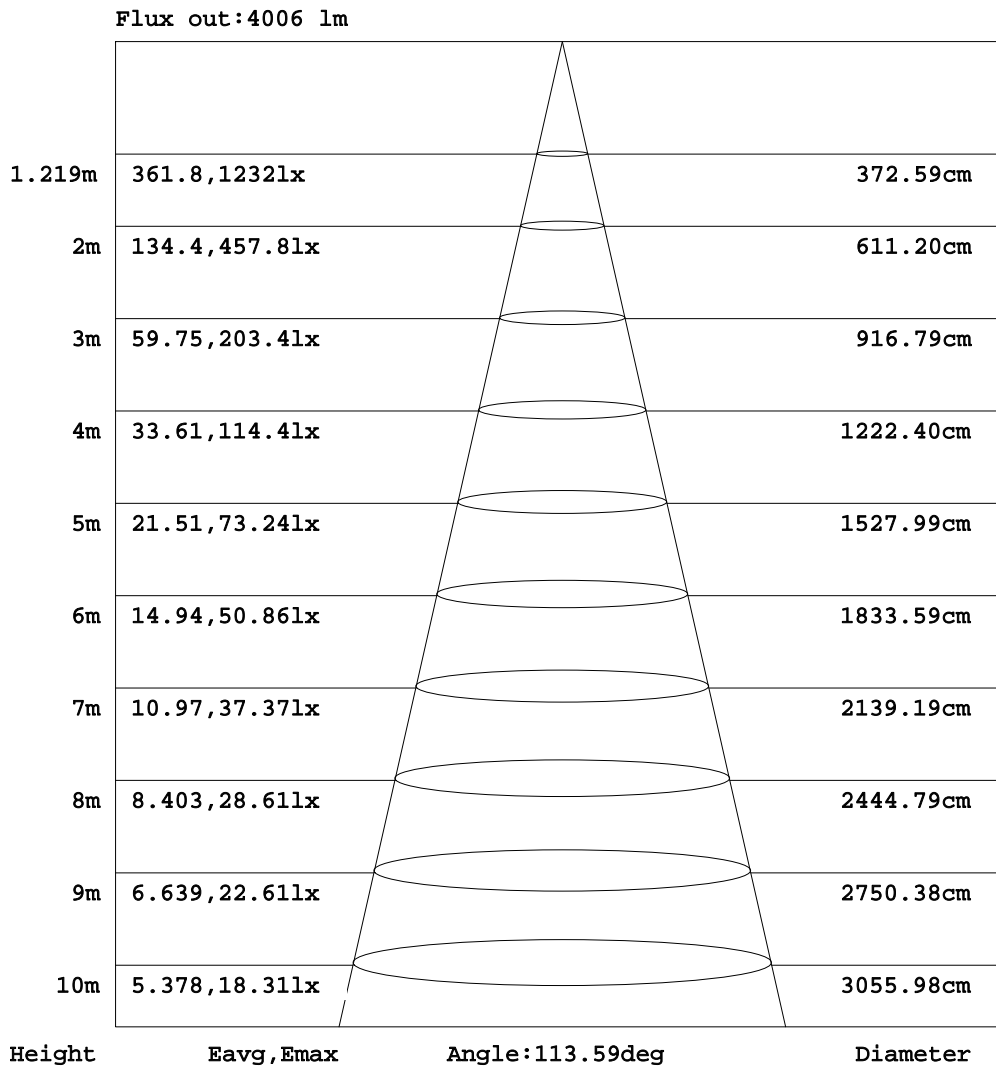 Flux out:4006 lm
1.219m 361.8,1232lx 372.59cm
2m 134.4,457.8lx 611.20cm
3m 59.75,203.4lx 916.79cm
4m 33.61,114.4lx 1222.40cm
5m 21.51,73.24lx 1527.99cm
6m 14.94,50.86lx 1833.59cm
7m 10.97,37.37lx 2139.19cm
8m 8.403,28.61lx 2444.79cm
9m 6.639,22.61lx 2750.38cm
10m 5.378,18.31lx 3055.98cm
Height Eavg,Emax Angle:113.59deg Diameter